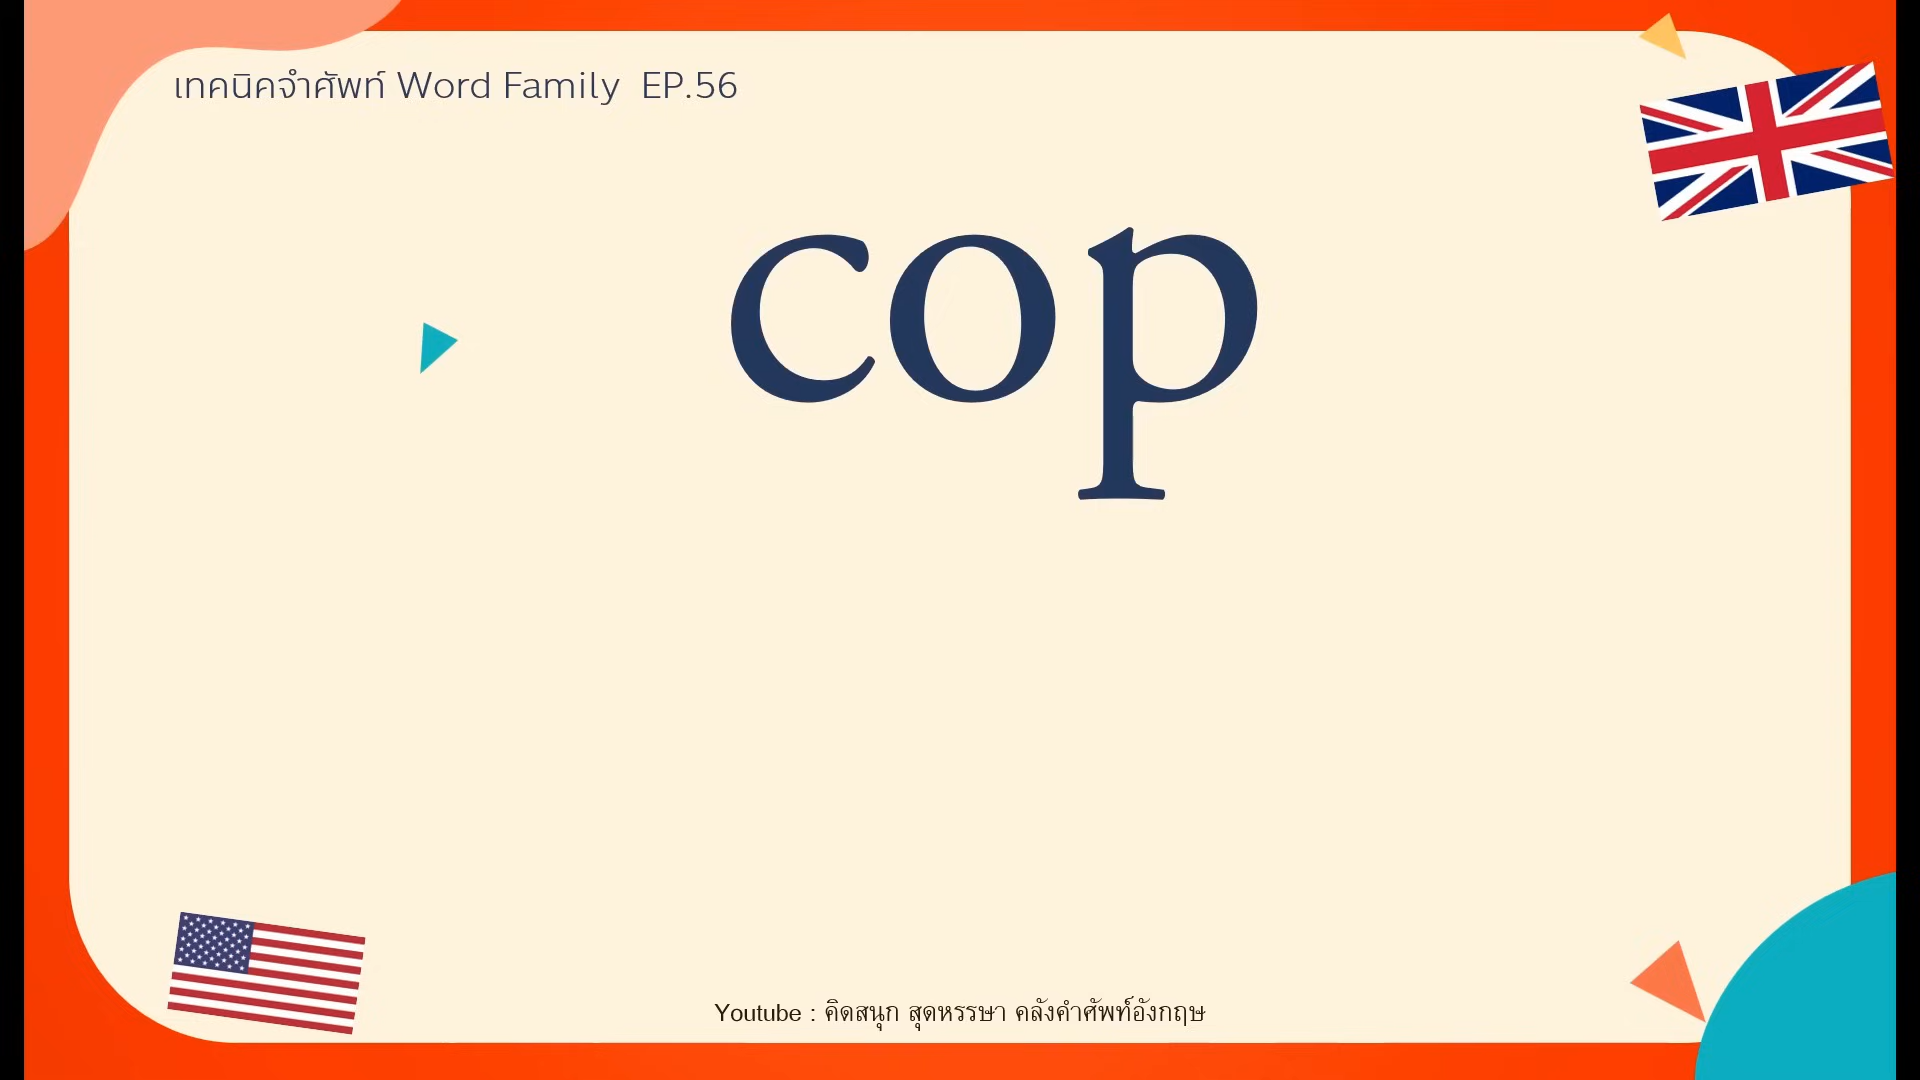 เทคนิคจำศัพท์ Word Family EP.56
cop
Youtube : คิดสนุก สุดหรรษา คลังคำศัพท์อังกฤษ